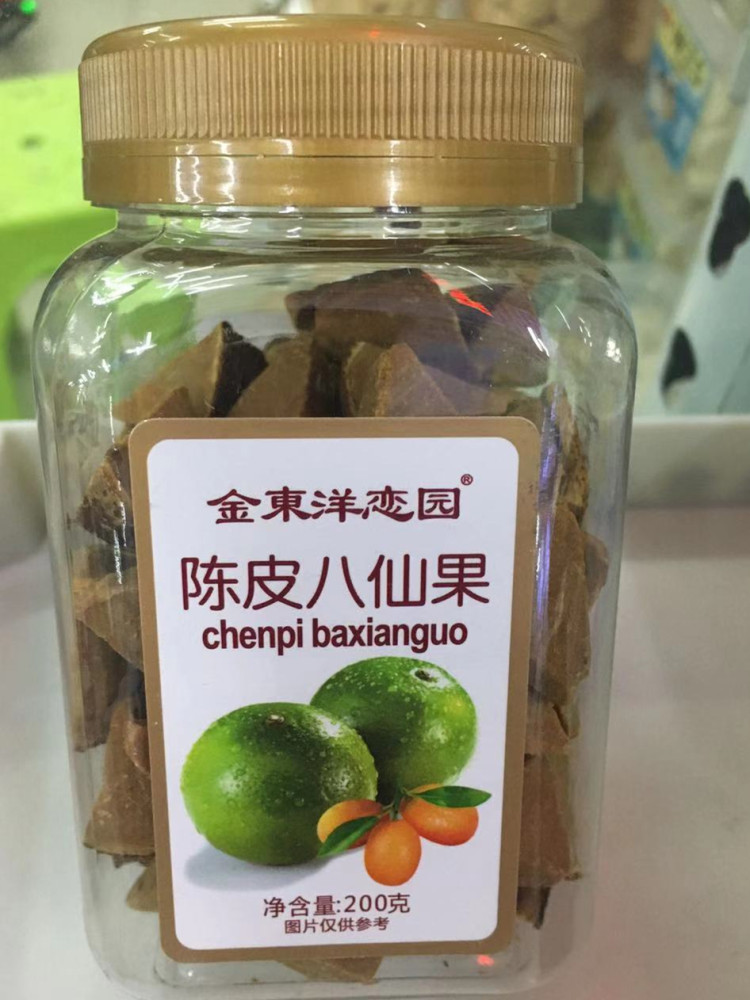 金東洋恋园®
陈皮八仙果
chenpi baxianguo
净含量:200克
图片仅供参考